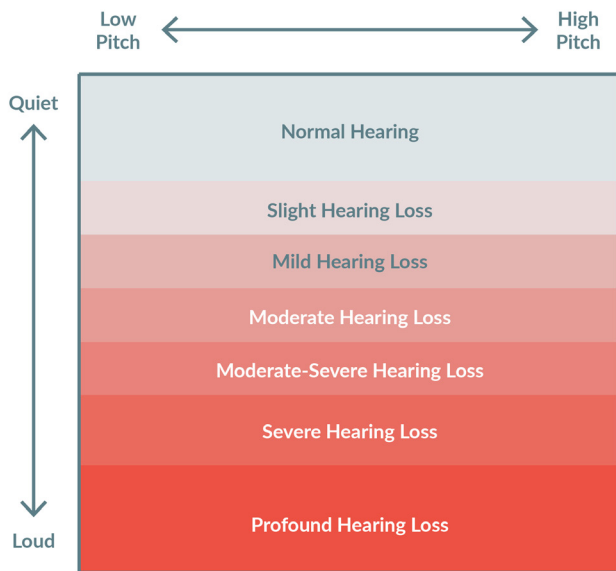 Low
Pitch
High
Pitch
Quiet
Normal Hearing
Slight Hearing Loss
Mild Hearing Loss
Moderate Hearing Loss
Moderate-Severe Hearing Loss
Severe Hearing Loss
Profound Hearing Loss
Loud